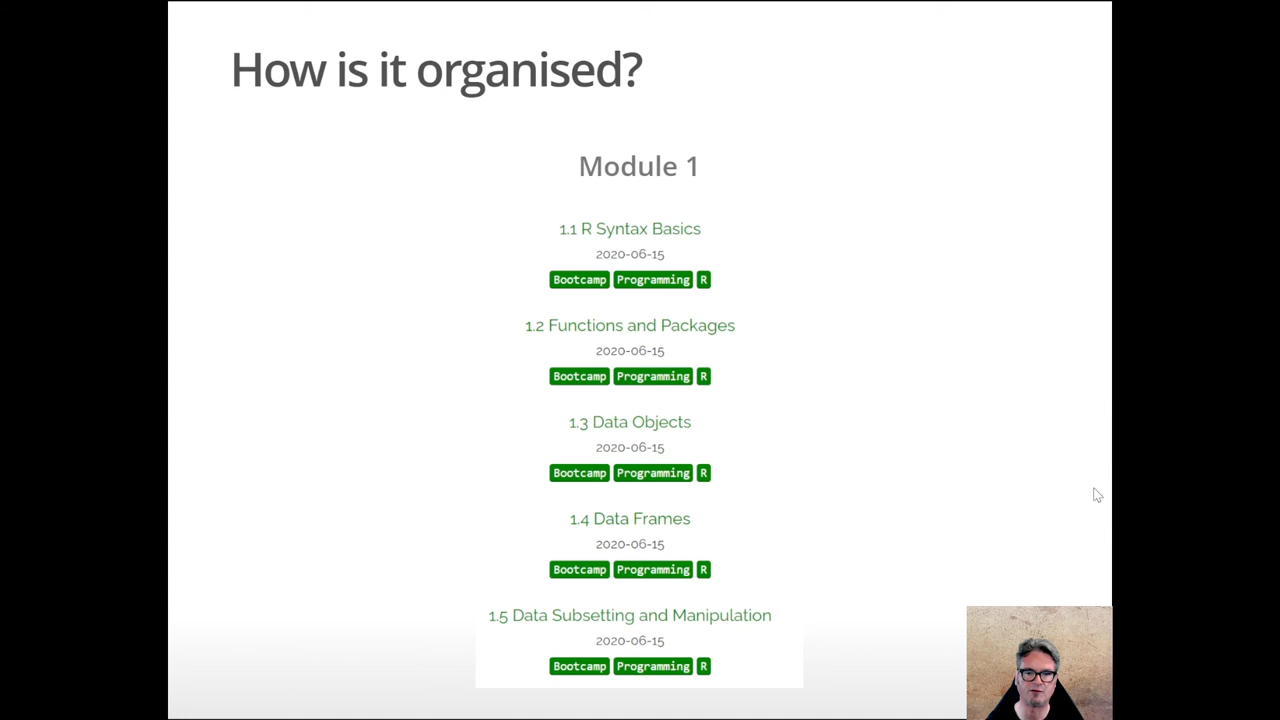 How is it organised?
Module 1
1.1 R Syntax Basics
2020-06-15
Bootcamp Programming R
1.2 Functions and Packages
2020-06-15
Bootcamp Programming R
1.3 Data Objects
2020-06-15
Bootcamp Programming R
1.4 Data Frames
2020-06-15
Bootcamp Programming R
1.5 Data Subsetting and Manipulation
2020-06-15
Bootcamp Programming R